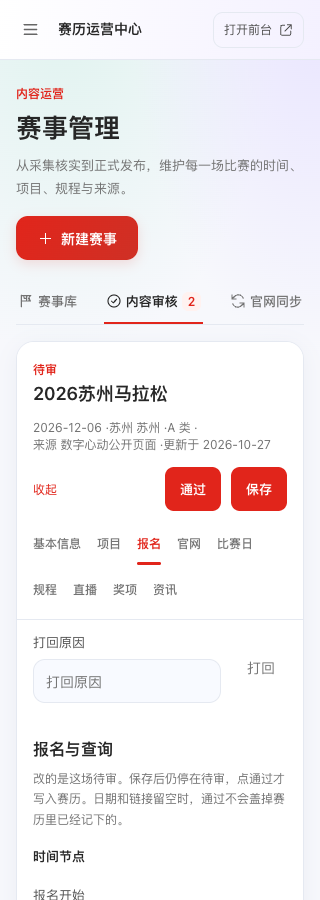 赛历运营中心
打开前台
内容运营
赛事管理
从采集核实到正式发布，维护每一场比赛的时间、
项目、规程与来源。
新建赛事
赛事库
内容审核 2
官网同步
待审
2026苏州马拉松
2026-12-06 ·苏州 苏州 ·A 类 ·
来源 数字心动公开页面 ·更新于 2026-10-27
收起
通过
保存
基本信息 项目 报名 官网 比赛日
规程 直播 奖项 资讯
打回原因
打回原因
打回
报名与查询
改的是这场待审。保存后仍停在待审，点通过才
写入赛历。日期和链接留空时，通过不会盖掉赛
历里已经记下的。
时间节点
报名开始